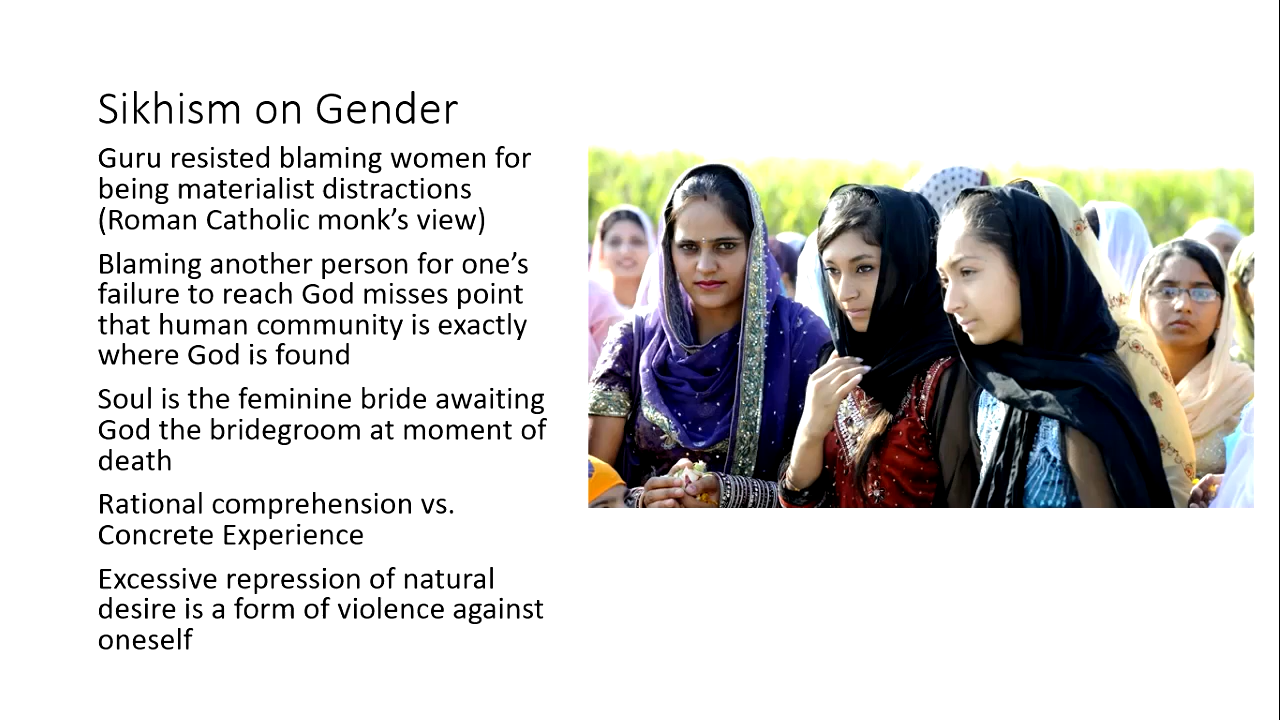 Sikhism on Gender
Guru resisted blaming women for
being materialist distractions
(Roman Catholic monk’s view)
Blaming another person for one’s
failure to reach God misses point
that human community is exactly
where God is found
Soul is the feminine bride awaiting
God the bridegroom at moment of
death
Rational comprehension vs.
Concrete Experience
Excessive repression of natural
desire is a form of violence against
oneself